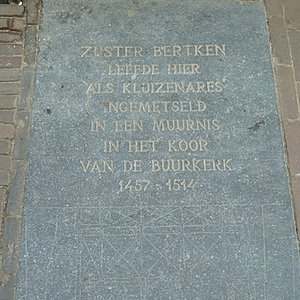 ZUSTER BERTKEN
LEEFDE HIER
ALS KLUIZENARES
INGEMETSELD
IN EEN MUURNIS
IN HET KOOR
VAN DE BUURKERK
1457-1514